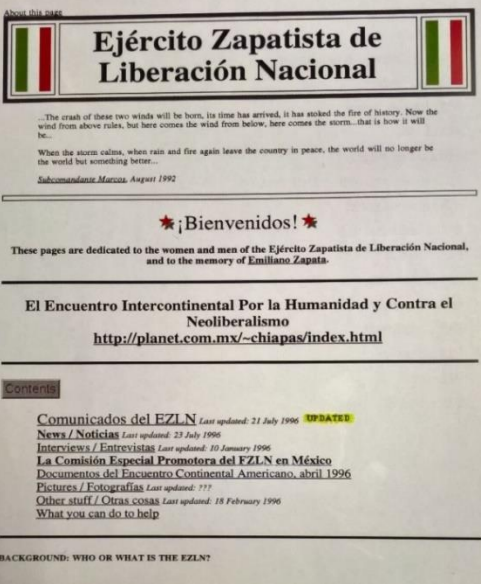 About this page
Ejército Zapatista de
Liberación Nacional
...The crash of these two winds will be born, its time has arrived, it has stoked the fire of history. Now the
wind from above rules, but here comes the wind from below, here comes the storm...that is how it will
be...
When the storm calms, when rain and fire again leave the country in peace, the world will no longer be
the world but something better...
Subcomandante Marcos, August 1992
¡Bienvenidos!
These pages are dedicated to the women and men of the Ejército Zapatista de Liberación Nacional,
and to the memory of Emiliano Zapata.
El Encuentro Intercontinental Por la Humanidad y Contra el
Neoliberalismo
http://planet.com.mx/~chiapas/index.html
Contents
Comunicados del EZLN Last updated: 21 July 1996 UPDATED
News / Noticias Last updated: 23 July 1996
Interviews / Entrevistas Last updated: 10 January 1996
La Comisión Especial Promotora del FZLN en México
Documentos del Encuentro Continental Americano, abril 1996
Pictures / Fotografías Last updated: ???
Other stuff / Otras cosas Last updated: 18 February 1996
What you can do to help
BACKGROUND: WHO OR WHAT IS THE EZLN?